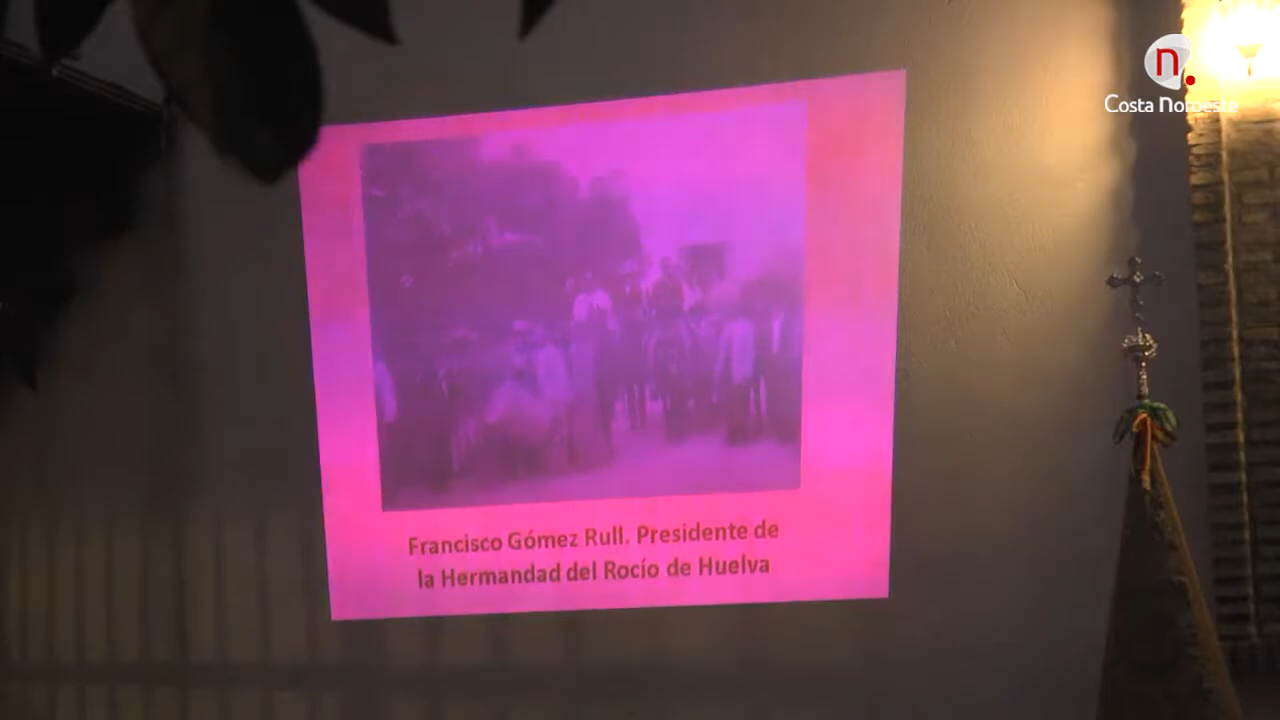 n.
Costa Noroeste
Francisco Gómez Rull. Presidente de
la Hermandad del Rocío de Huelva